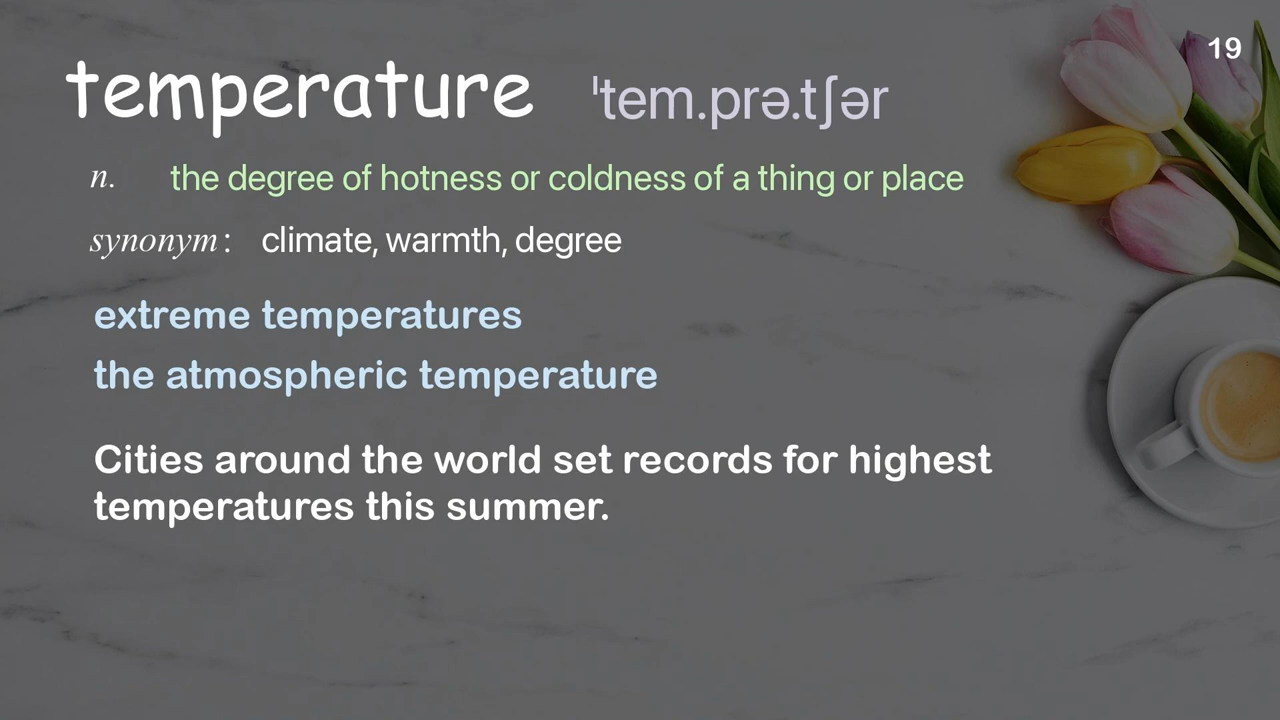 19
temperature ˈtem.prə.tʃər
n. the degree of hotness or coldness of a thing or place
synonym: climate, warmth, degree
extreme temperatures
the atmospheric temperature
Cities around the world set records for highest
temperatures this summer.